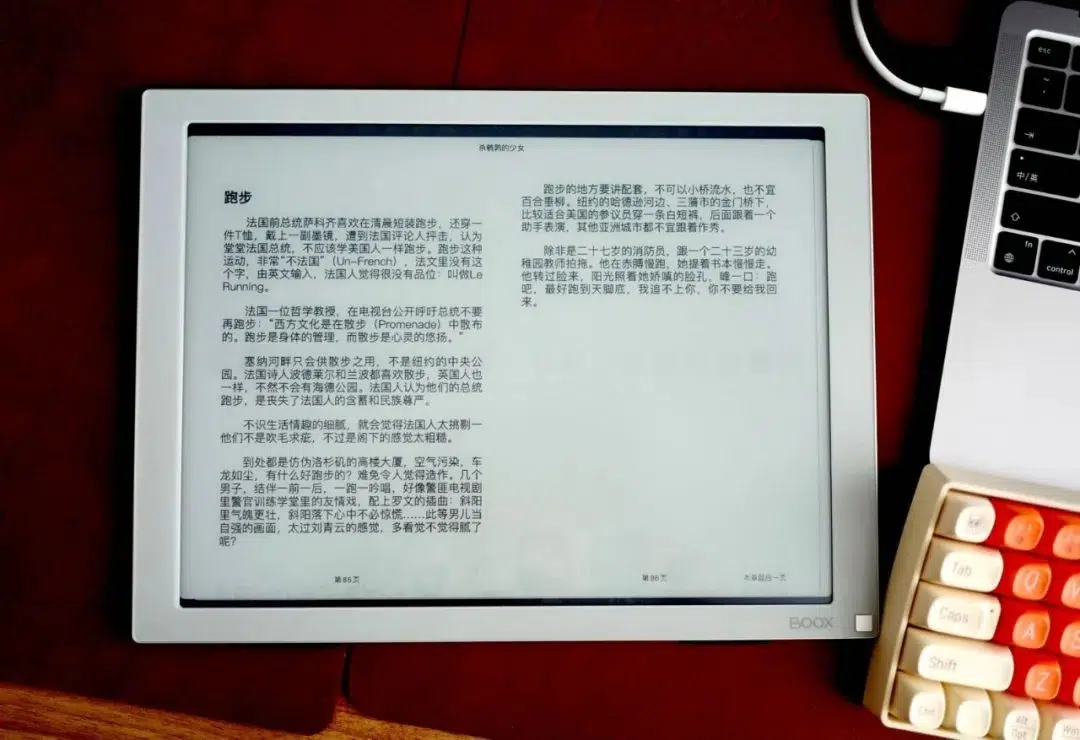 杀鹌鹑的少女
跑步
法国前总统萨科齐喜欢在清晨短装跑步，还穿一
件T恤，戴上一副墨镜，遭到法国评论人抨击，认为
堂堂法国总统，不应该学美国人一样跑步。跑步这种
运动，非常“不法国”（Un-French），法文里没有这
个字，由英文输入，法国人觉得很没有品位：叫做Le
Running。
法国一位哲学教授，在电视台公开呼吁总统不要
再跑步：“西方文化是在散步（Promenade）中散布
的。跑步是身体的管理，而散步是心灵的悠扬。”
塞纳河畔只会供散步之用，不是纽约的中央公
园。法国诗人波德莱尔和兰波都喜欢散步，英国人也
一样，不然不会有海德公园。法国人认为他们的总统
跑步，是丧失了法国人的含蓄和民族尊严。
不识生活情趣的细腻，就会觉得法国人太挑剔一
他们不是吹毛求疵，不过是阁下的感觉太粗糙。
到处都是仿伪洛杉矶的高楼大厦，空气污染，车
龙如尘，有什么好跑步的？难免令人觉得造作。几个
男子，结伴一前一后，一跑一吟唱，好像警匪电视剧
里警官训练学堂里的友情戏，配上罗文的插曲：斜阳
里气魄更壮，斜阳落下心中不必惊慌……此等男儿当
自强的画面，太过刘青云的感觉，多看觉不觉得腻了
呢？
第86页
跑步的地方要讲配套，不可以小桥流水，也不宜
百合垂柳。纽约的哈德逊河边、三藩市的金门桥下，
比较适合美国的参议员穿一条白短裤，后面跟着一个
助手表演，其他亚洲城市都不宜跟着作秀。
除非是二十七岁的消防员，跟一个二十三岁的幼
稚园教师拍拖。他在赤膊慢跑，她提着书本慢慢走。
他转过脸来，阳光照着她娇嗔的脸孔，啐一口：跑
吧，最好跑到天脚底，我追不上你，你不要给我回
来。
第86页
本章最后一页
BOOX
esc
中/英
fn
control
Tab
Q
Caps
A
Shift
Z
Ctrl
Alt
Opt
Win